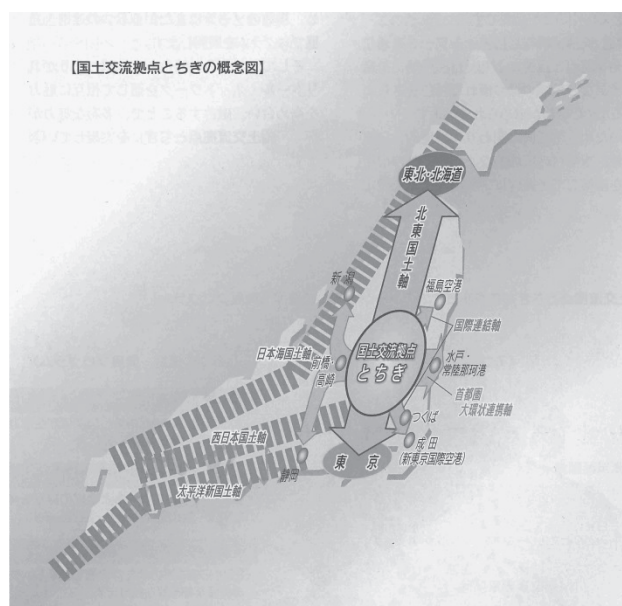 【国土交流拠点とちぎの概念図】
東北・北海道
北東国土軸
新潟
福島空港
国際連結軸
日本海国土軸
前橋・
高崎
国土交流拠点
とちぎ
水戸・
常陸那珂港
首都圏
大環状連携軸
つくば
西日本国土軸
成田
(新東京国際空港)
東京
静岡
太平洋新国土軸